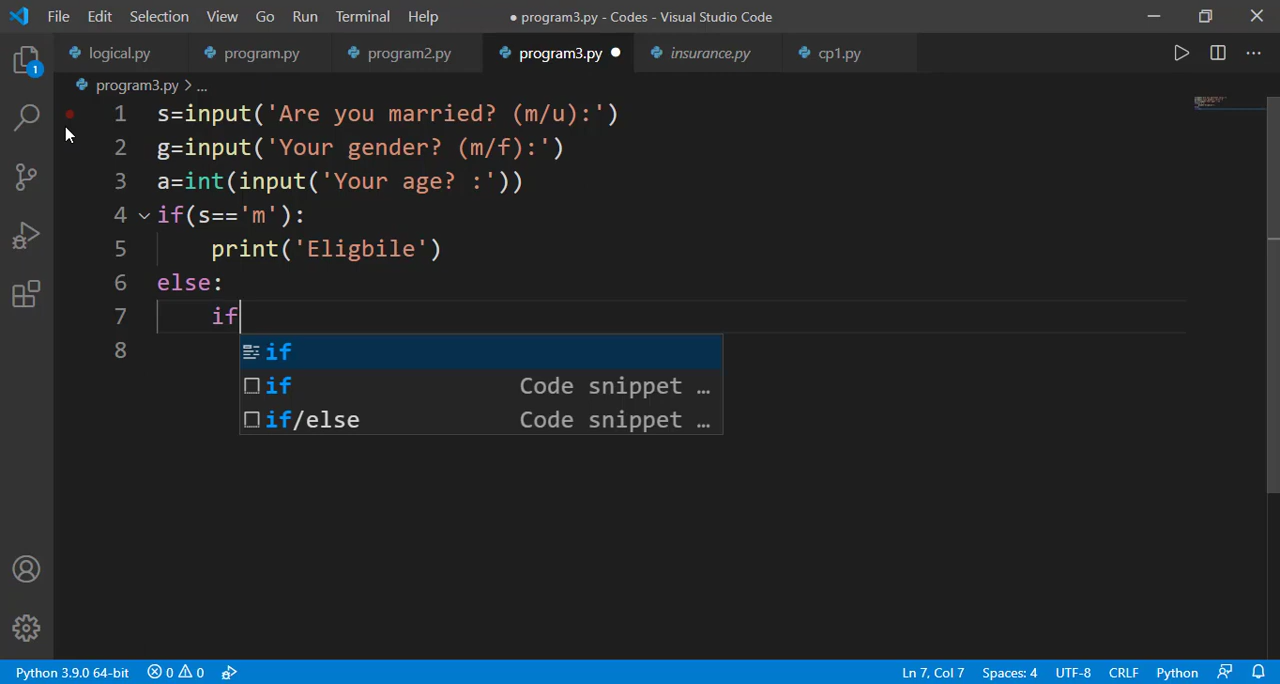 File Edit Selection View Go Run Terminal Help ● program3.py - Codes - Visual Studio Code
1 logical.py program.py program2.py program3.py ● insurance.py cp1.py ...
program3.py > ...
1 s=input('Are you married? (m/u):')
2 g=input('Your gender? (m/f):')
3 a=int(input('Your age? :'))
4 if(s=='m'):
5 print('Eligbile')
6 else:
7 if
8
if
if Code snippet ...
if/else Code snippet ...
Python 3.9.0 64-bit 0 0 Ln 7, Col 7 Spaces: 4 UTF-8 CRLF Python